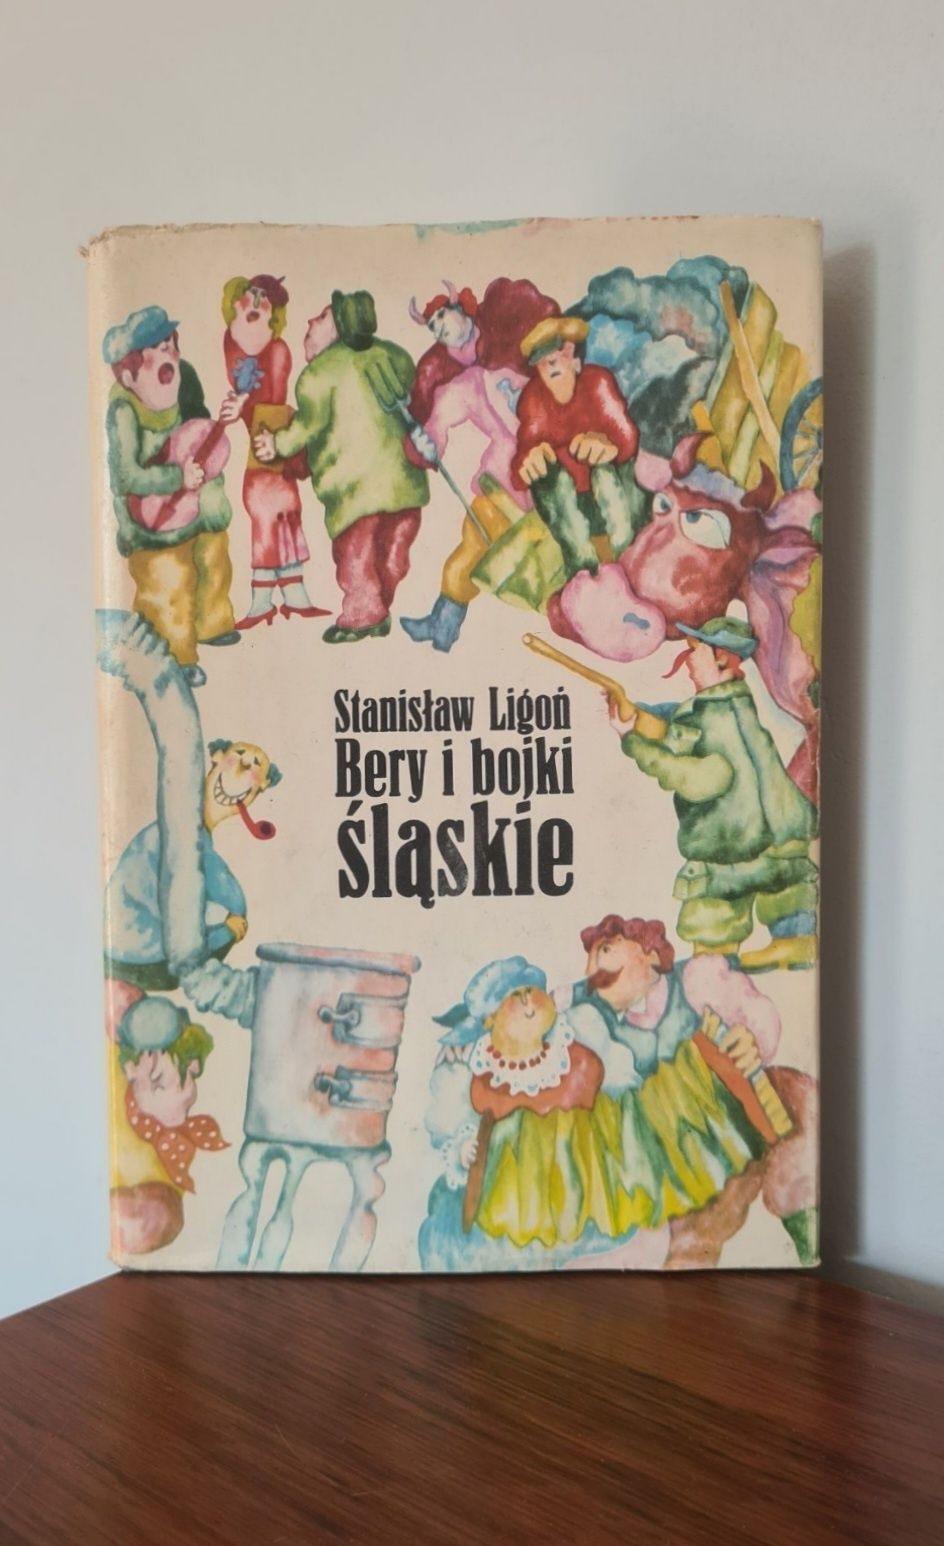 Stanisław Ligoń
Bery i bojki
śląskie